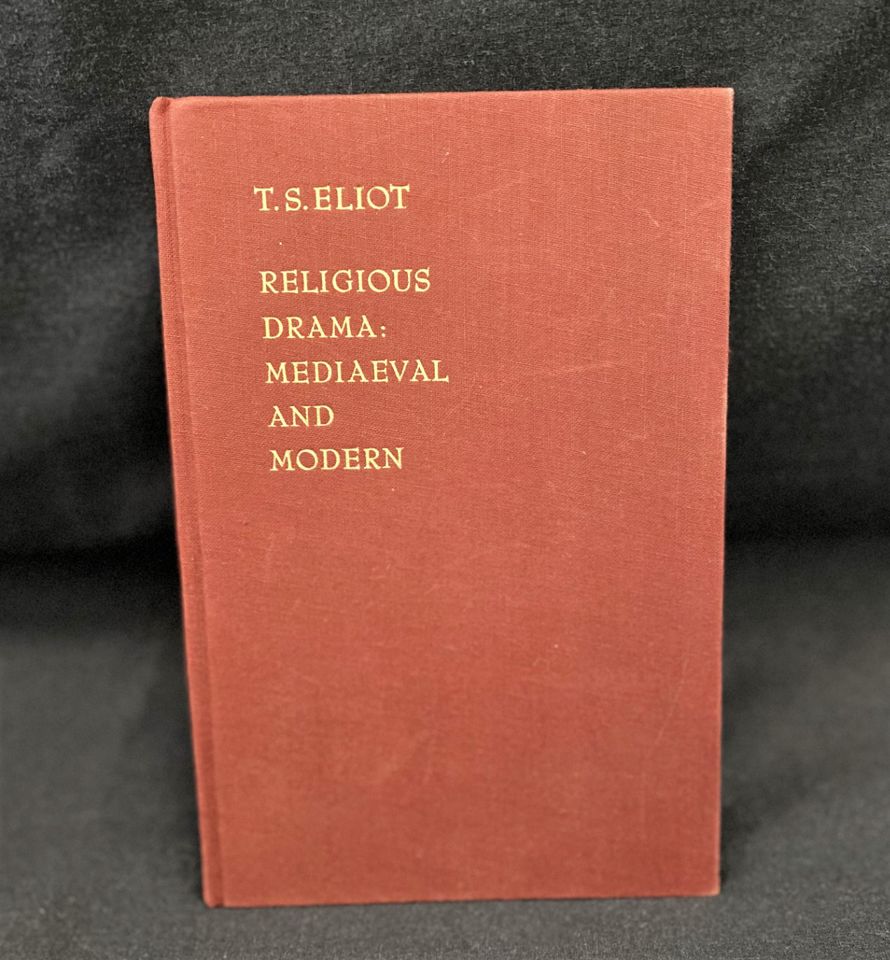 T. S. ELIOT
RELIGIOUS
DRAMA:
MEDIAEVAL
AND
MODERN